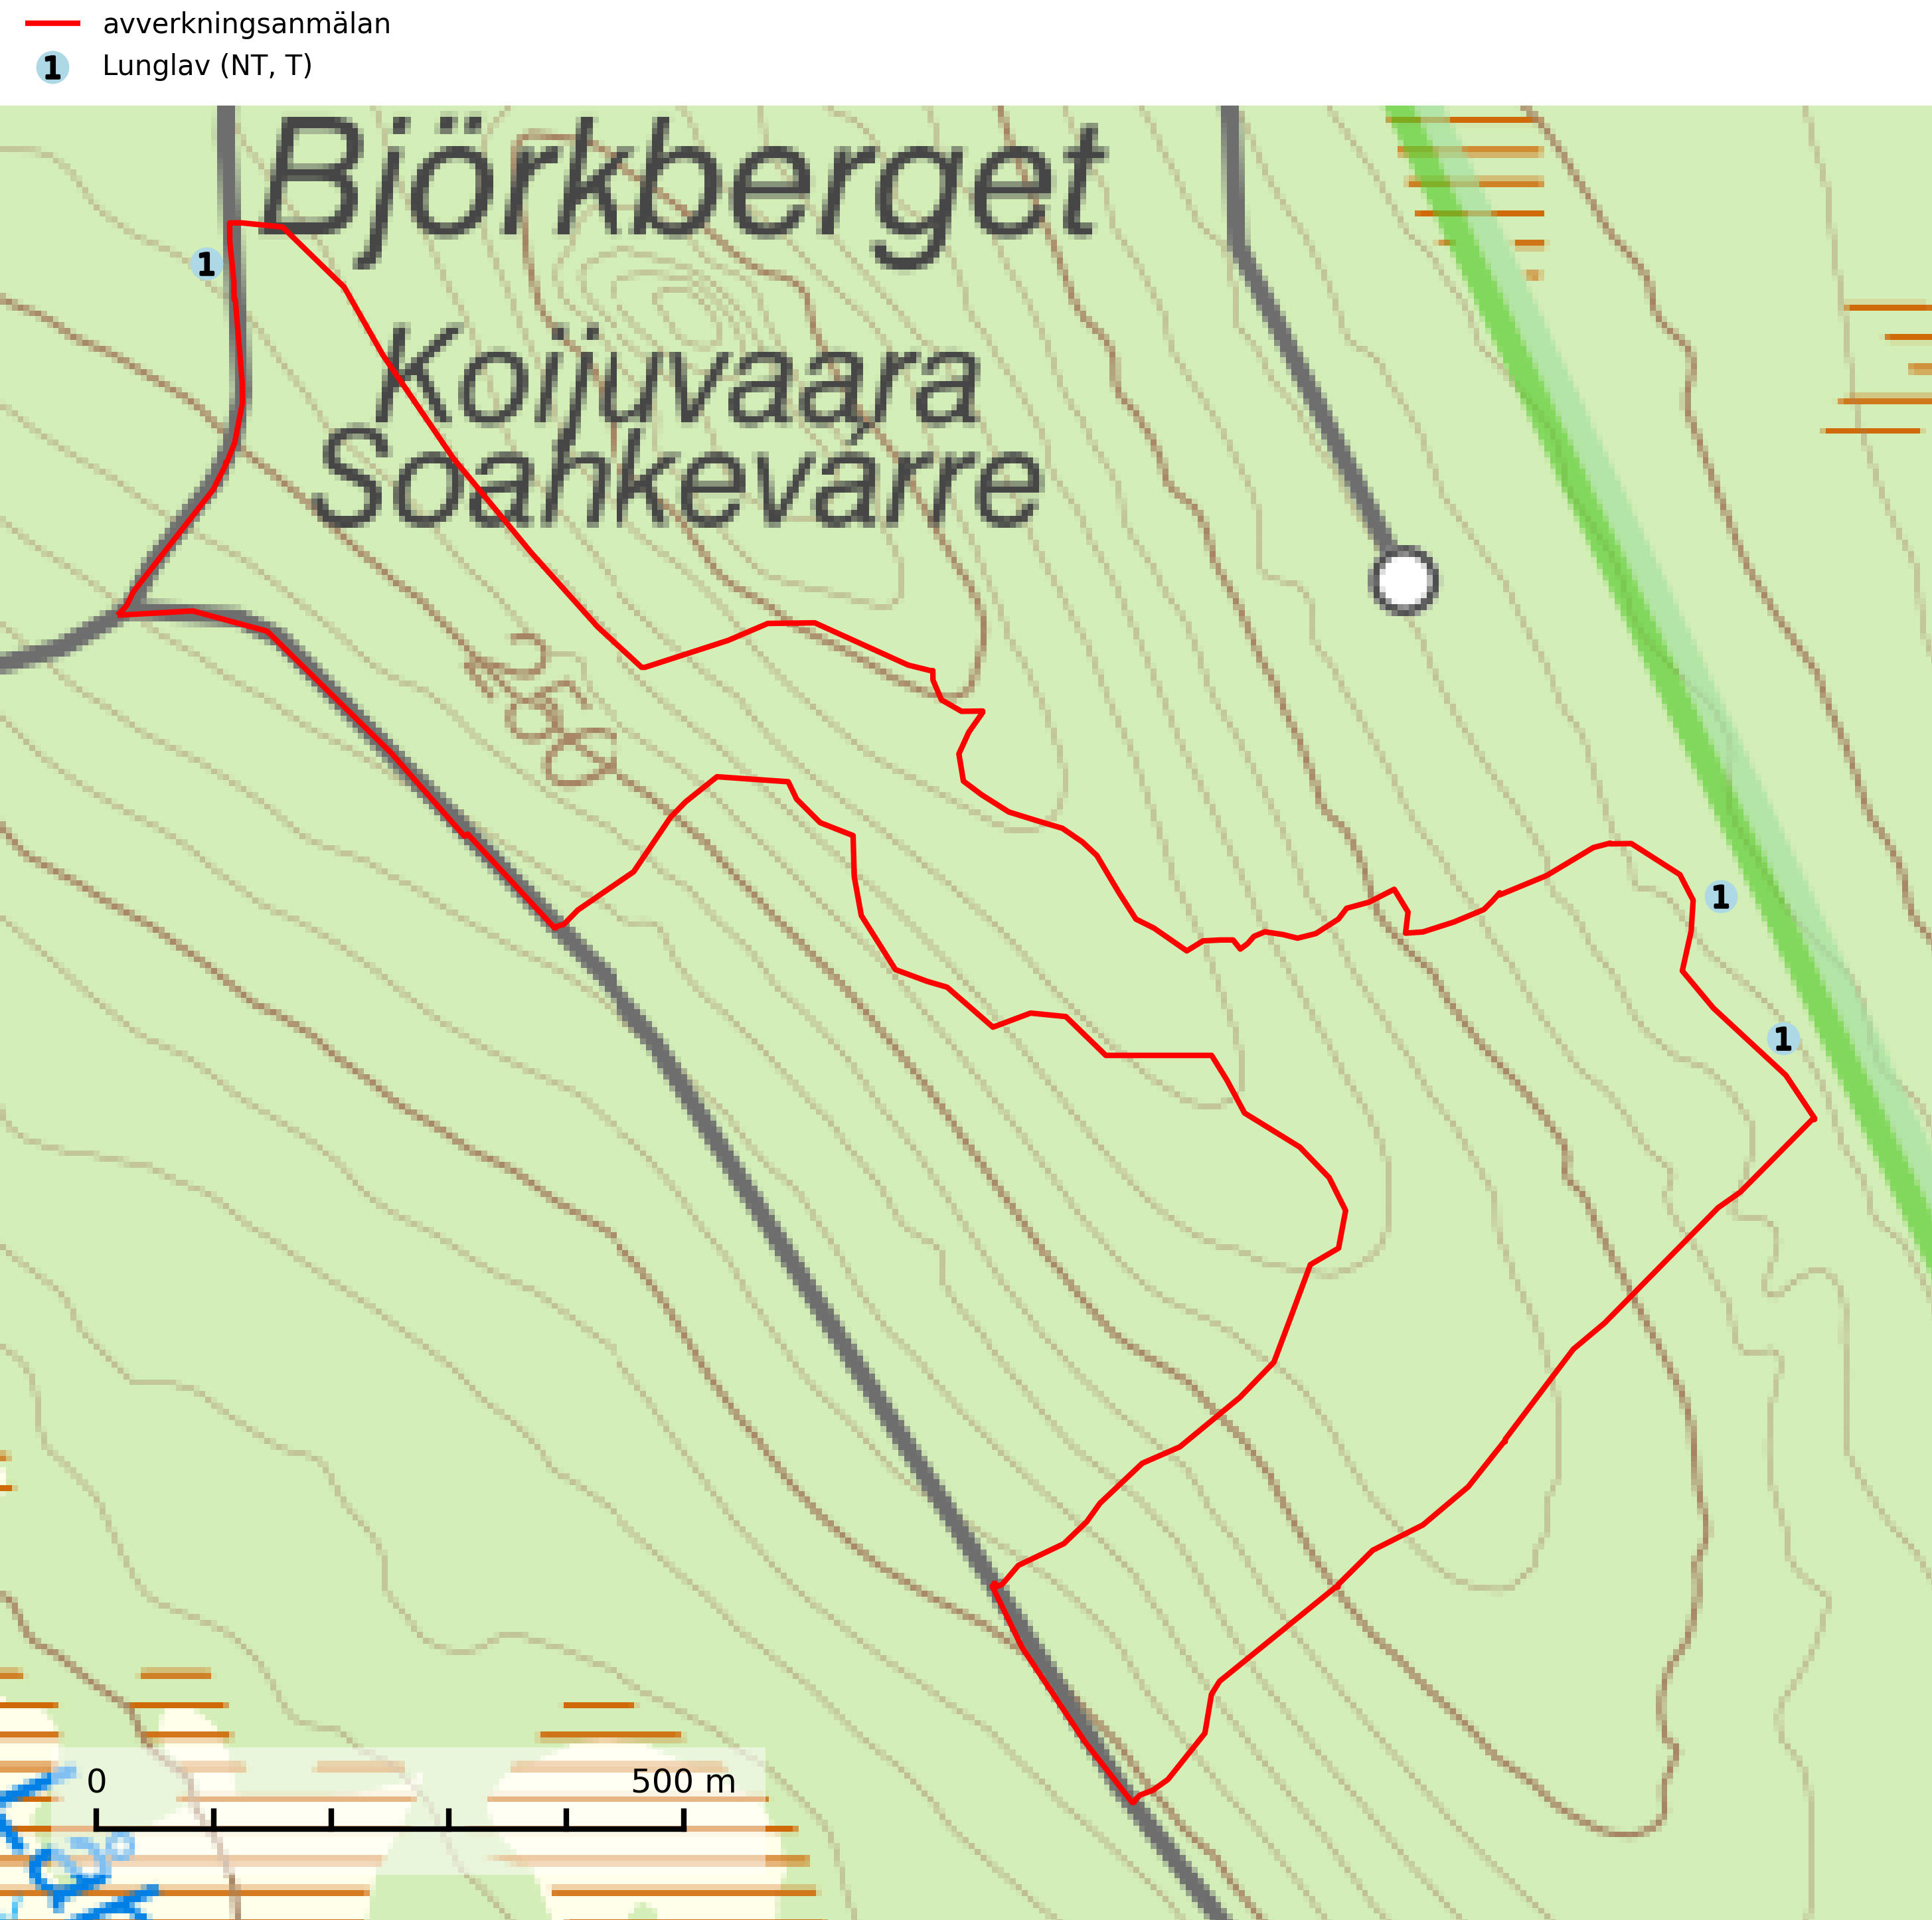 avverkningsanmälan
1 Lunglav (NT, T)
Björkberget
1
Koijuvaara
Soahkevárre
260
1
1
0 500 m